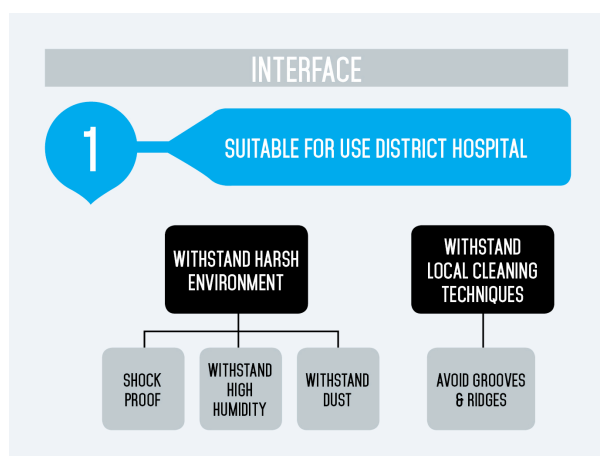 INTERFACE
1
SUITABLE FOR USE DISTRICT HOSPITAL
WITHSTAND HARSH
ENVIRONMENT
WITHSTAND
LOCAL CLEANING
TECHNIQUES
SHOCK
PROOF
WITHSTAND
HIGH
HUMIDITY
WITHSTAND
DUST
AVOID GROOVES
& RIDGES